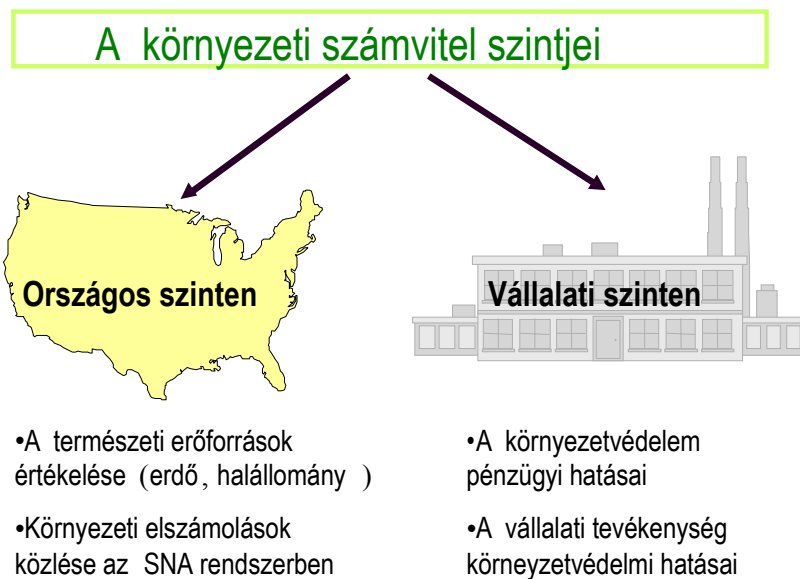 A környezeti számvitel szintjei
Országos szinten
Vállalati szinten
•A természeti erőforrások
értékelése (erdő, halállomány )
•Környezeti elszámolások
közlése az SNA rendszerben
•A környezetvédelem
pénzügyi hatásai
•A vállalati tevékenység
körneyzetvédelmi hatásai